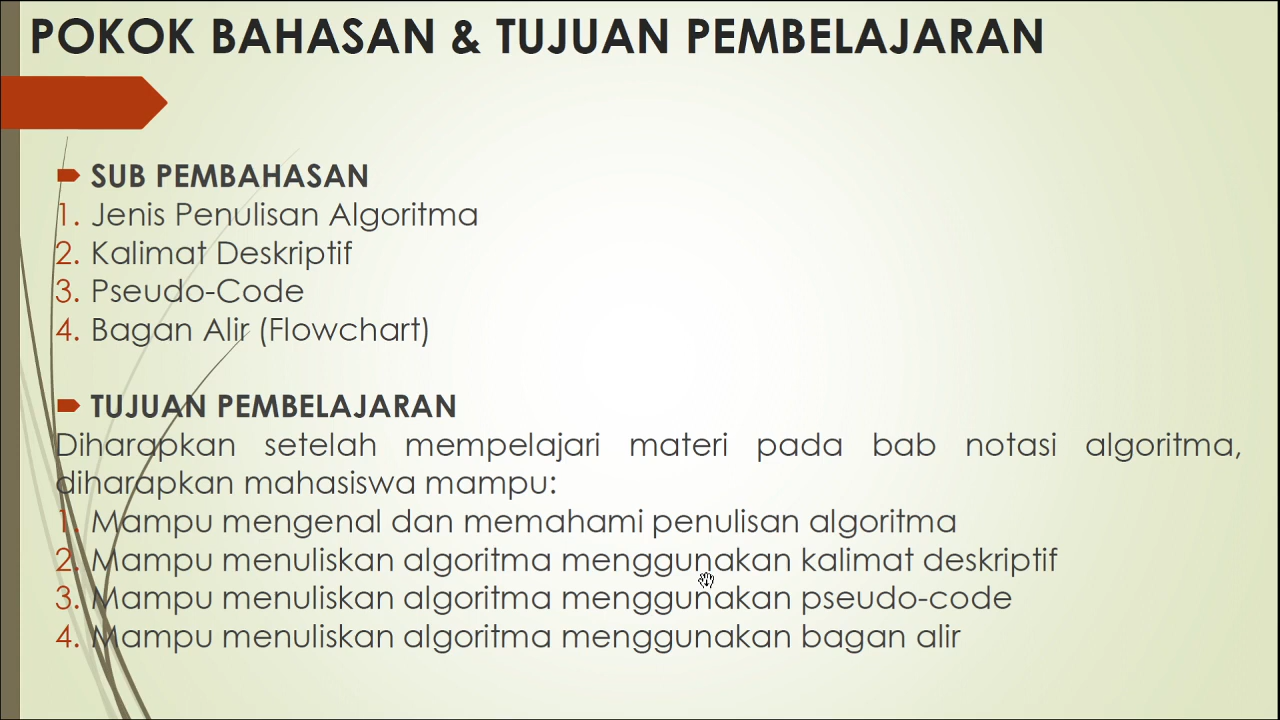 POKOK BAHASAN & TUJUAN PEMBELAJARAN
SUB PEMBAHASAN
1. Jenis Penulisan Algoritma
2. Kalimat Deskriptif
3. Pseudo-Code
4. Bagan Alir (Flowchart)
TUJUAN PEMBELAJARAN
Diharapkan setelah mempelajari materi pada bab notasi algoritma,
diharapkan mahasiswa mampu:
1. Mampu mengenal dan memahami penulisan algoritma
2. Mampu menuliskan algoritma menggunakan kalimat deskriptif
3. Mampu menuliskan algoritma menggunakan pseudo-code
4. Mampu menuliskan algoritma menggunakan bagan alir